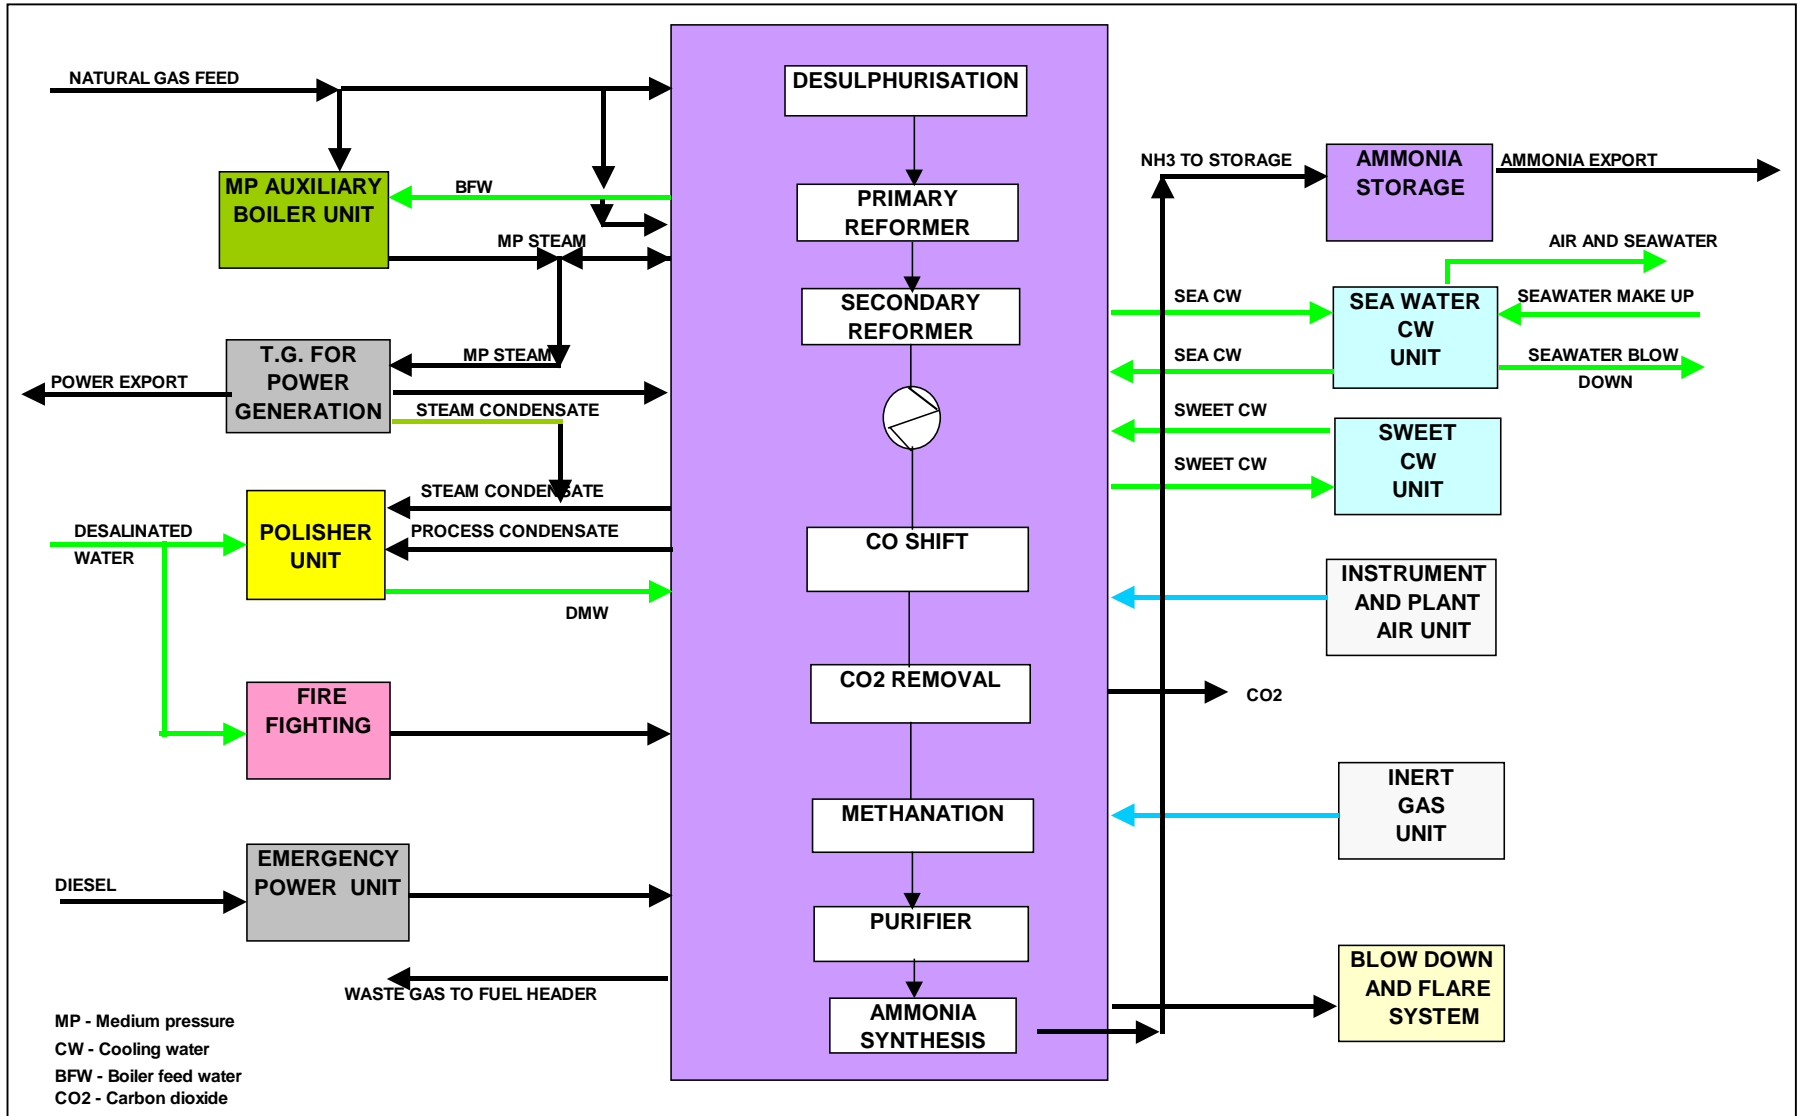 NATURAL GAS FEED
MP AUXILIARY
BOILER UNIT
BFW
MP STEAM
T.G. FOR
POWER
GENERATION
MP STEAM
POWER EXPORT
STEAM CONDENSATE
STEAM CONDENSATE
PROCESS CONDENSATE
DESALINATED
WATER
POLISHER
UNIT
DMW
FIRE
FIGHTING
EMERGENCY
POWER UNIT
DIESEL
WASTE GAS TO FUEL HEADER
MP - Medium pressure
CW - Cooling water
BFW - Boiler feed water
CO2 - Carbon dioxide
DESULPHURISATION
PRIMARY
REFORMER
SECONDARY
REFORMER
CO SHIFT
CO2 REMOVAL
METHANATION
PURIFIER
AMMONIA
SYNTHESIS
NH3 TO STORAGE
AMMONIA
STORAGE
AMMONIA EXPORT
AIR AND SEAWATER
SEA CW
SEA WATER
CW
UNIT
SEAWATER MAKE UP
SEA CW
SEAWATER BLOW
DOWN
SWEET CW
SWEET
CW
UNIT
SWEET CW
INSTRUMENT
AND PLANT
AIR UNIT
CO2
INERT
GAS
UNIT
BLOW DOWN
AND FLARE
SYSTEM